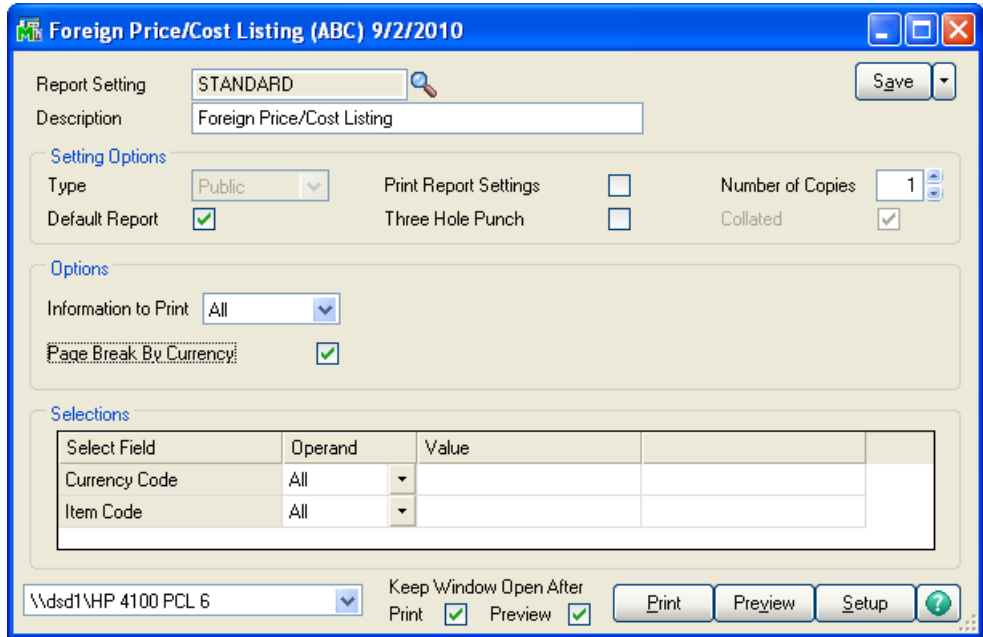 Foreign Price/Cost Listing (ABC) 9/2/2010
Report Setting STANDARD Save
Description Foreign Price/Cost Listing
Setting Options
Type Public Print Report Settings Number of Copies 1
Default Report Three Hole Punch Collated
Options
Information to Print All
Page Break By Currency
Selections
Select Field Operand Value
Currency Code All
Item Code All
Keep Window Open After
\\dsd1\HP 4100 PCL 6 Print Preview Print Preview Setup ?